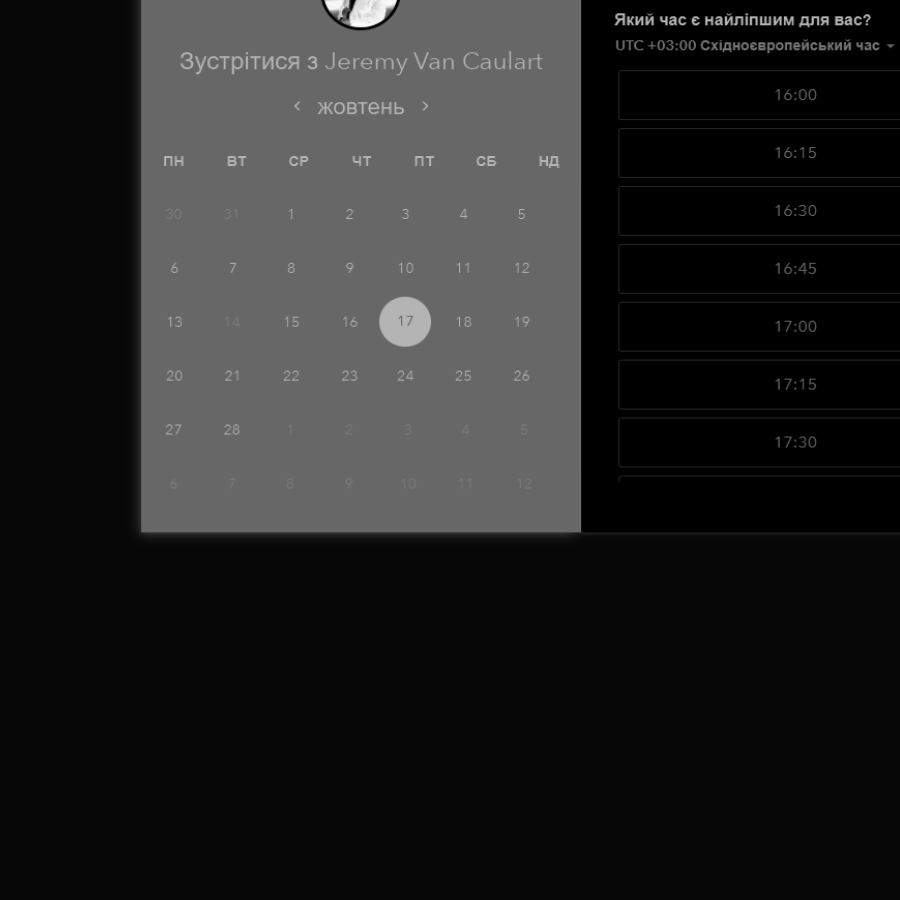 Зустрітися з Jeremy Van Caulart
жовтень
ПН ВТ СР ЧТ ПТ СБ НД
30 31 1 2 3 4 5
6 7 8 9 10 11 12
13 14 15 16 17 18 19
20 21 22 23 24 25 26
27 28 1 2 3 4 5
6 7 8 9 10 11 12
Який час є найліпшим для вас?
UTC +03:00 Східноєвропейський час
16:00
16:15
16:30
16:45
17:00
17:15
17:30